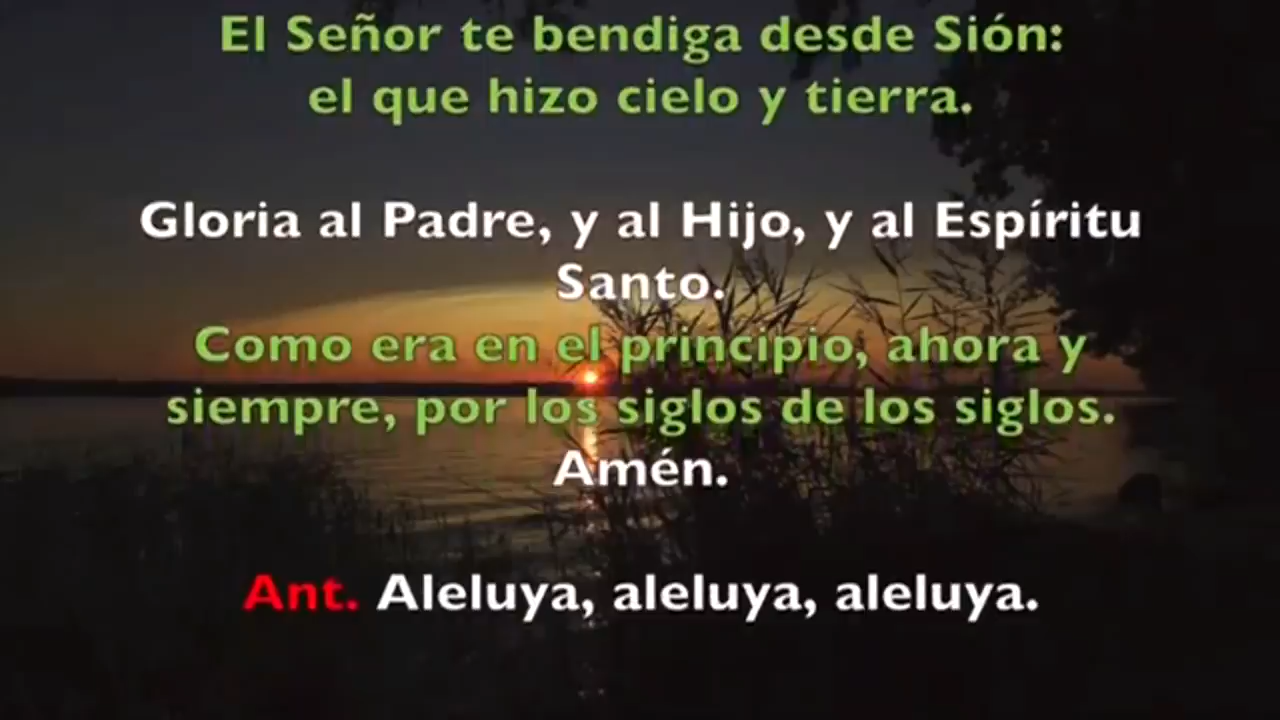 El Señor te bendiga desde Sión:
el que hizo cielo y tierra.
Gloria al Padre, y al Hijo, y al Espíritu
Santo.
Como era en el principio, ahora y
siempre, por los siglos de los siglos.
Amén.
Ant. Aleluya, aleluya, aleluya.